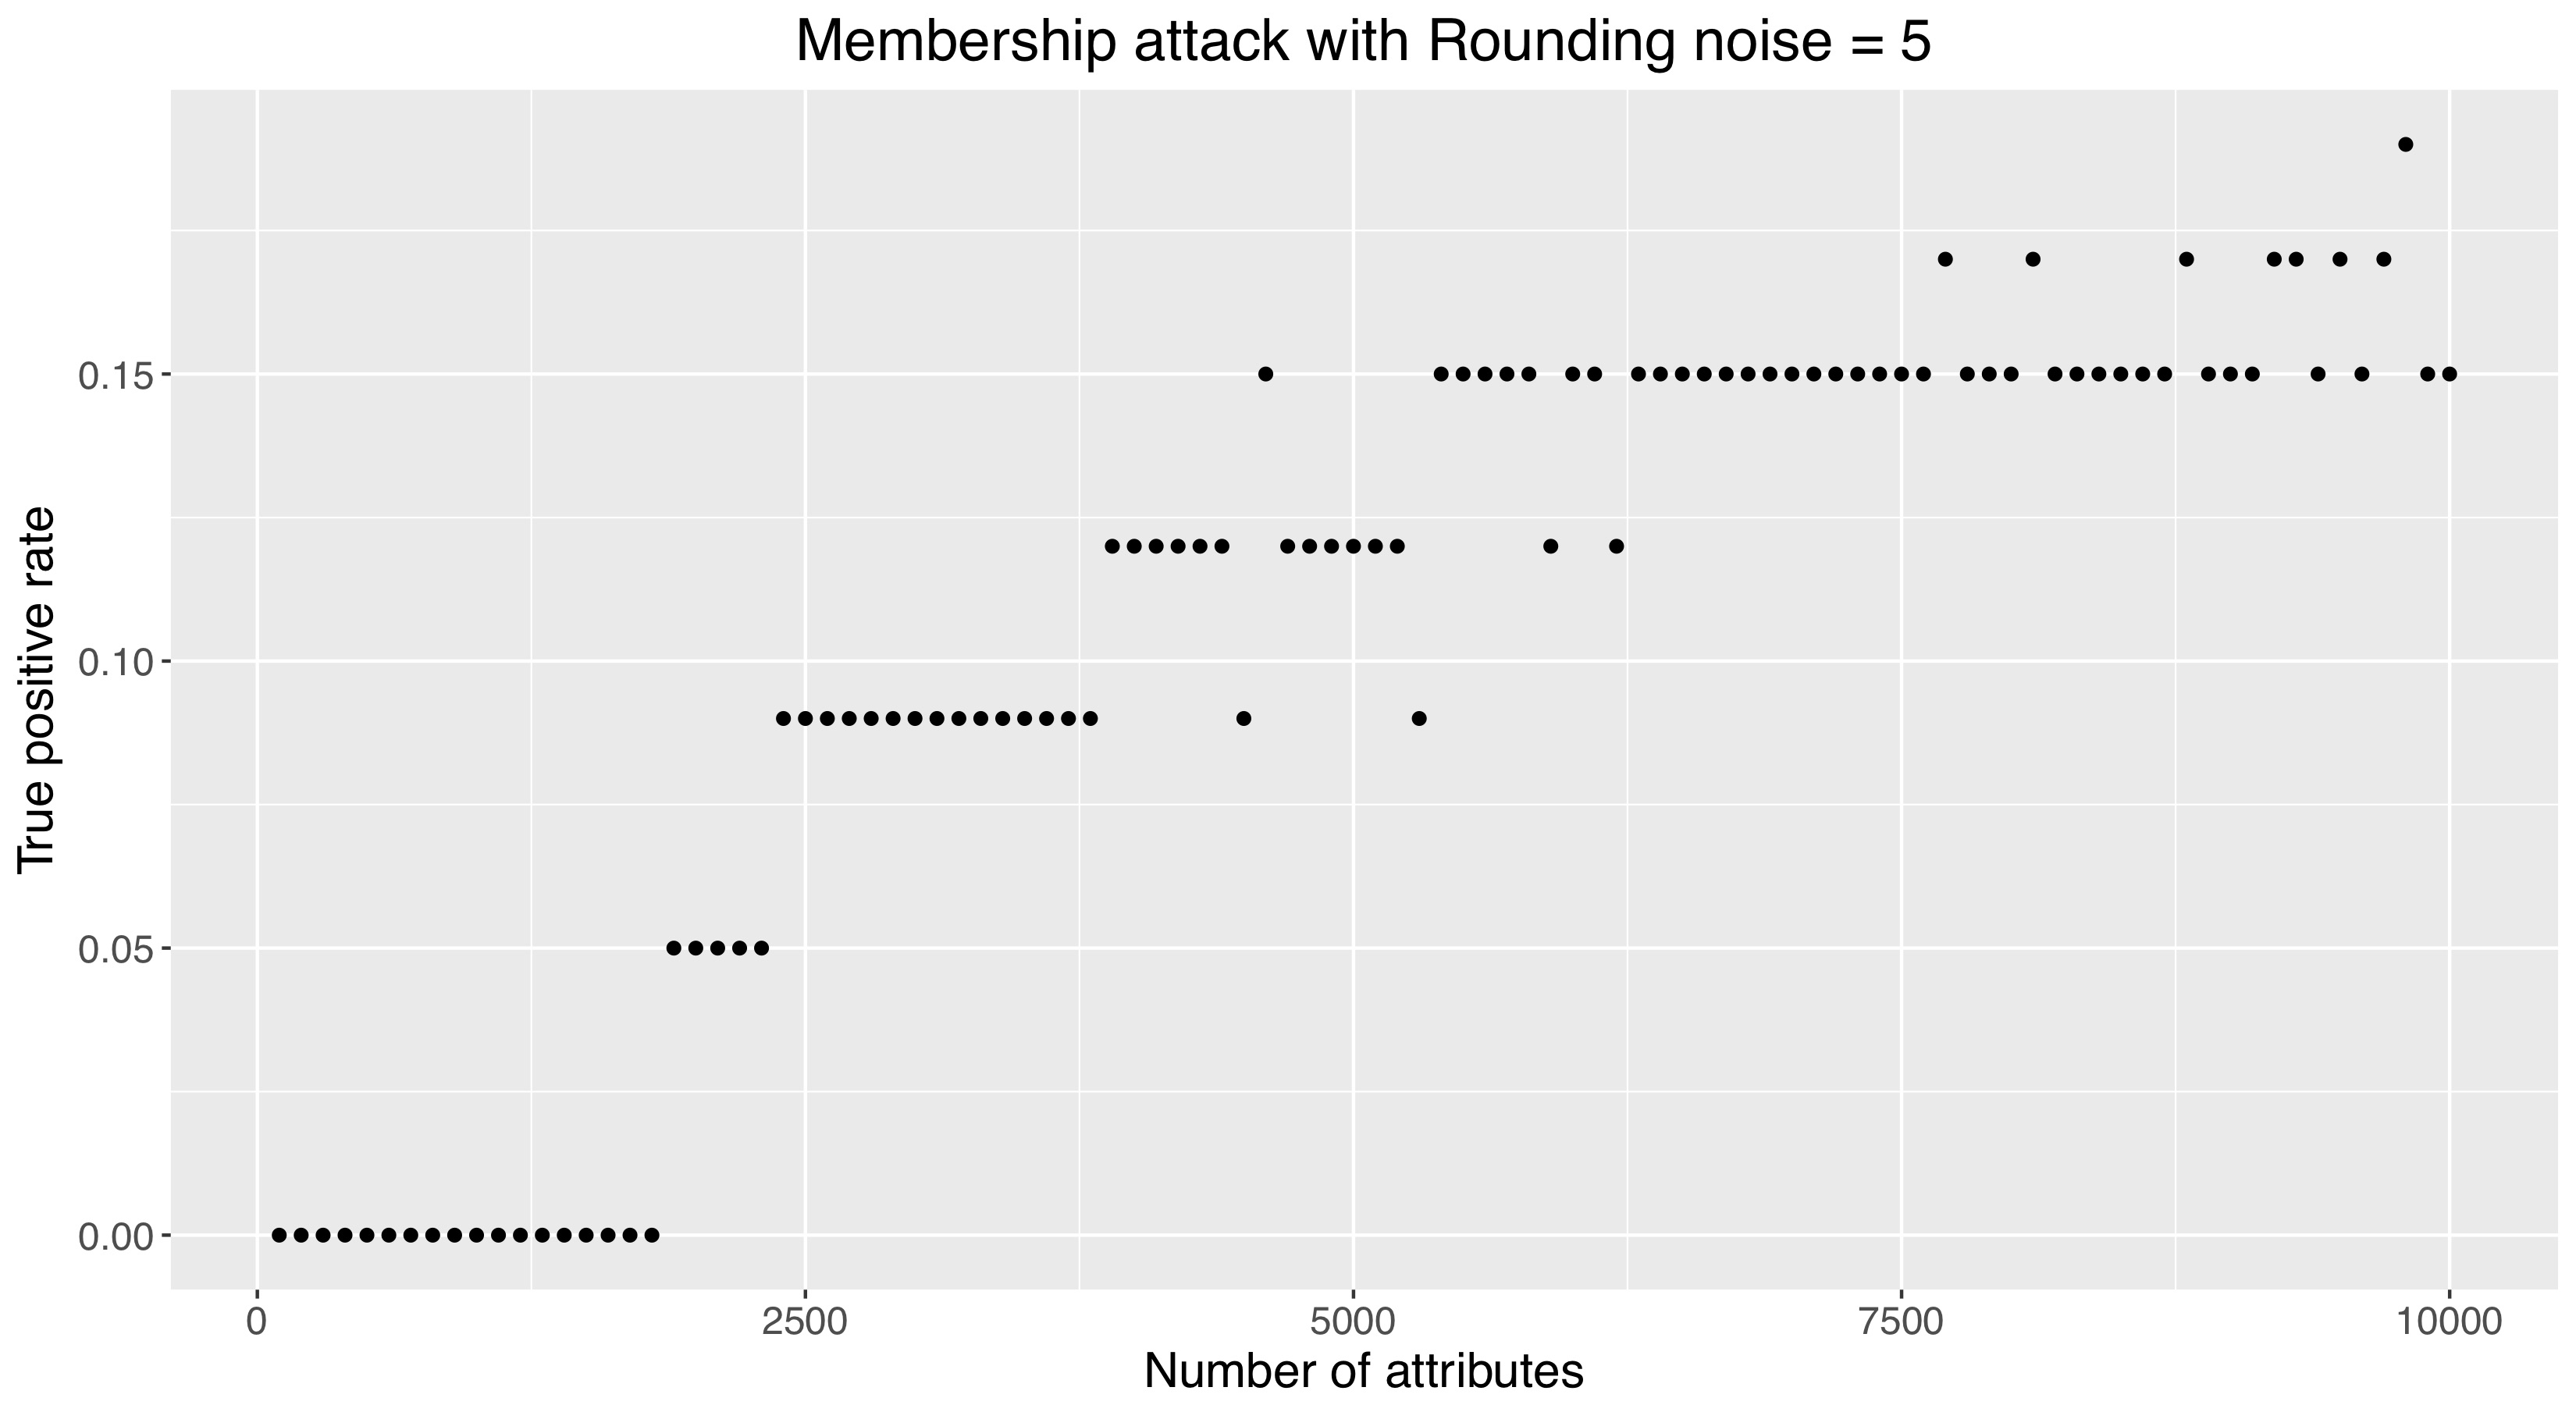 Membership attack with Rounding noise = 5
True positive rate
0.15
0.10
0.05
0.00
0 2500 5000 7500 10000
Number of attributes